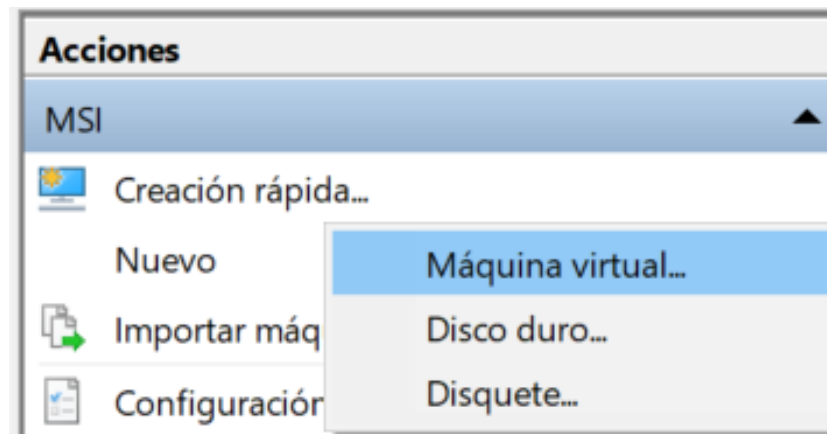 Acciones
MSI
Creación rápida...
Nuevo
Máquina virtual...
Importar máq
Disco duro...
Configuración
Disquete...